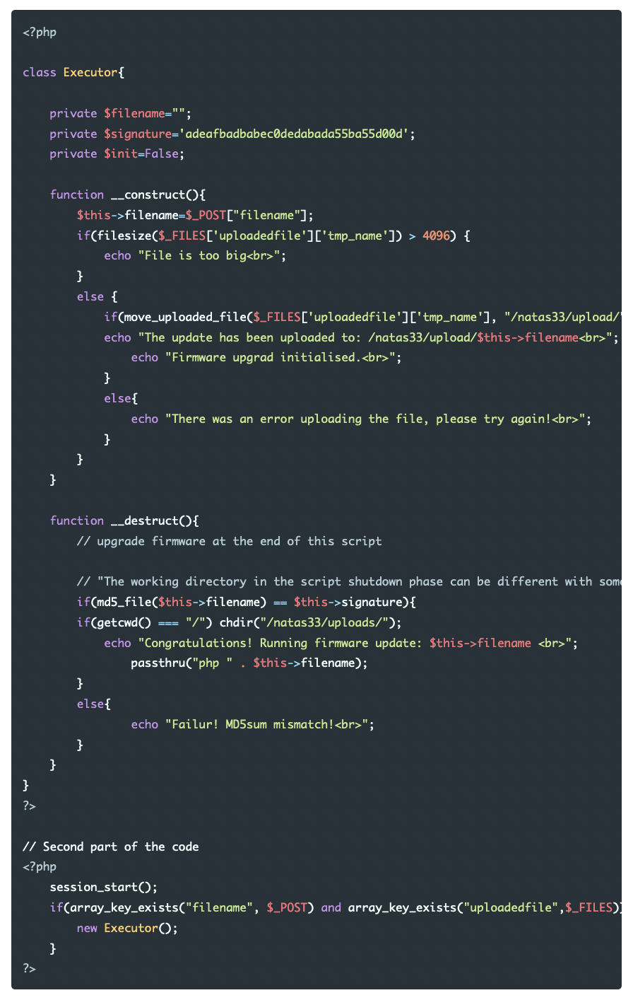 <?php
class Executor{
private $filename="";
private $signature='adeafbadbabec0dedabada55ba55d00d';
private $init=False;
function __construct(){
$this->filename=$_POST["filename"];
if(filesize($_FILES['uploadedfile']['tmp_name']) > 4096) {
echo "File is too big<br>";
}
else {
if(move_uploaded_file($_FILES['uploadedfile']['tmp_name'], "/natas33/upload/"
echo "The update has been uploaded to: /natas33/upload/$this->filename<br>";
echo "Firmware upgrad initialised.<br>";
}
else{
echo "There was an error uploading the file, please try again!<br>";
}
}
}
function __destruct(){
// upgrade firmware at the end of this script
// "The working directory in the script shutdown phase can be different with some
if(md5_file($this->filename) == $this->signature){
if(getcwd() === "/") chdir("/natas33/uploads/");
echo "Congratulations! Running firmware update: $this->filename <br>";
passthru("php " . $this->filename);
}
else{
echo "Failur! MD5sum mismatch!<br>";
}
}
}
?>
// Second part of the code
<?php
session_start();
if(array_key_exists("filename", $_POST) and array_key_exists("uploadedfile",$_FILES))
new Executor();
}
?>